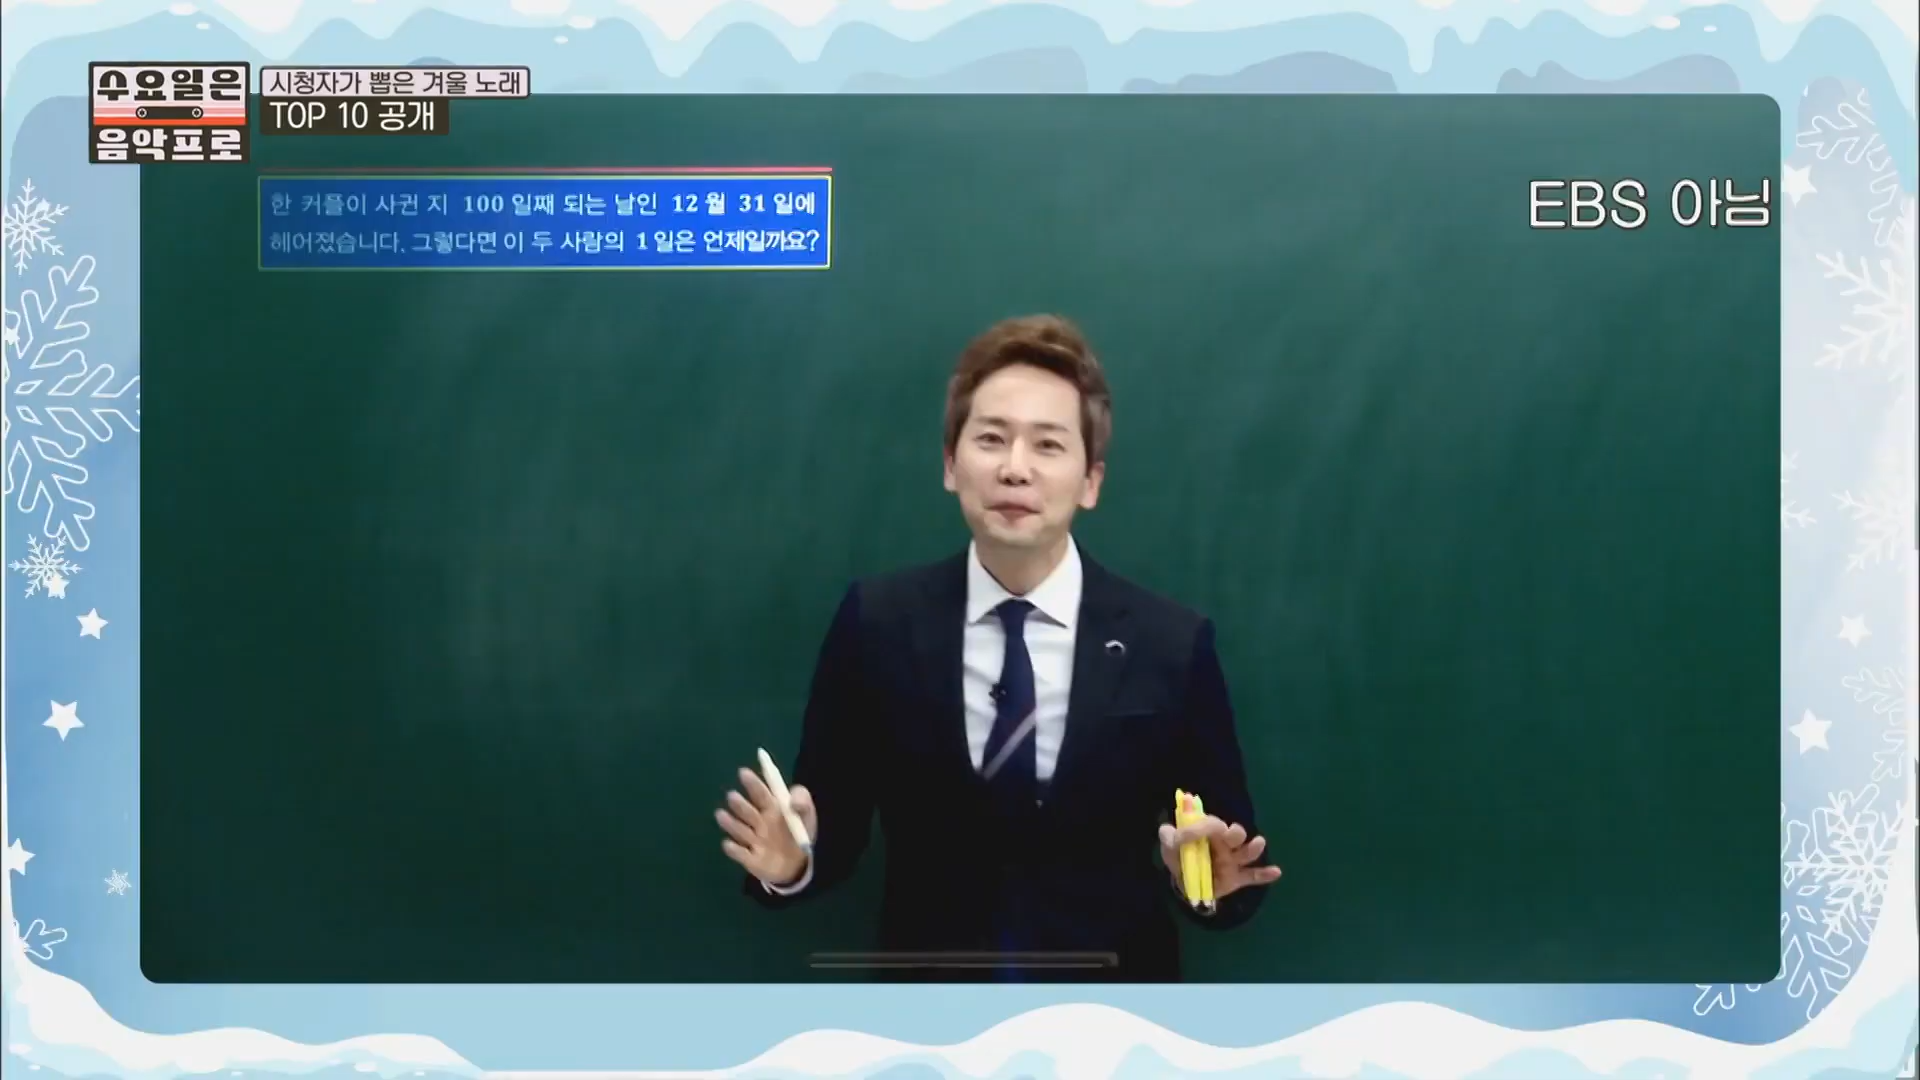 수요일은
음악프로
시청자가 뽑은 겨울 노래
TOP 10 공개
한 커플이 사귄 지 100 일째 되는 날인 12 월 31 일에
헤어졌습니다. 그렇다면 이 두 사람의 1 일은 언제일까요?
EBS 아님